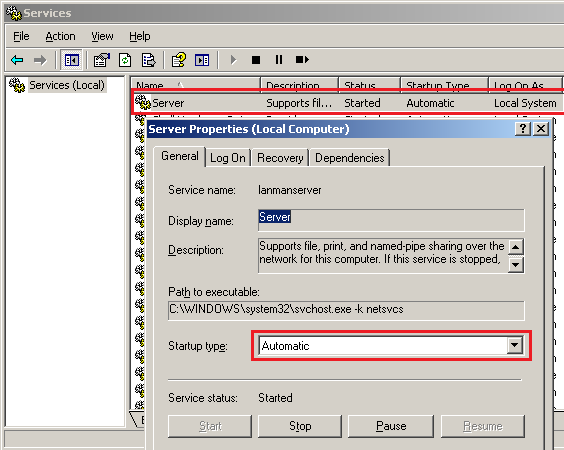 Services
File Action View Help
Services (Local)
Name Description Status Startup Type Log On As
Server Supports fil... Started Automatic Local System
Server Properties (Local Computer)
General Log On Recovery Dependencies
Service name: lanmanserver
Display name: Server
Description: Supports file, print, and named-pipe sharing over the
network for this computer. If this service is stopped,
Path to executable:
C:\WINDOWS\system32\svchost.exe -k netsvcs
Startup type: Automatic
Service status: Started
Start Stop Pause Resume